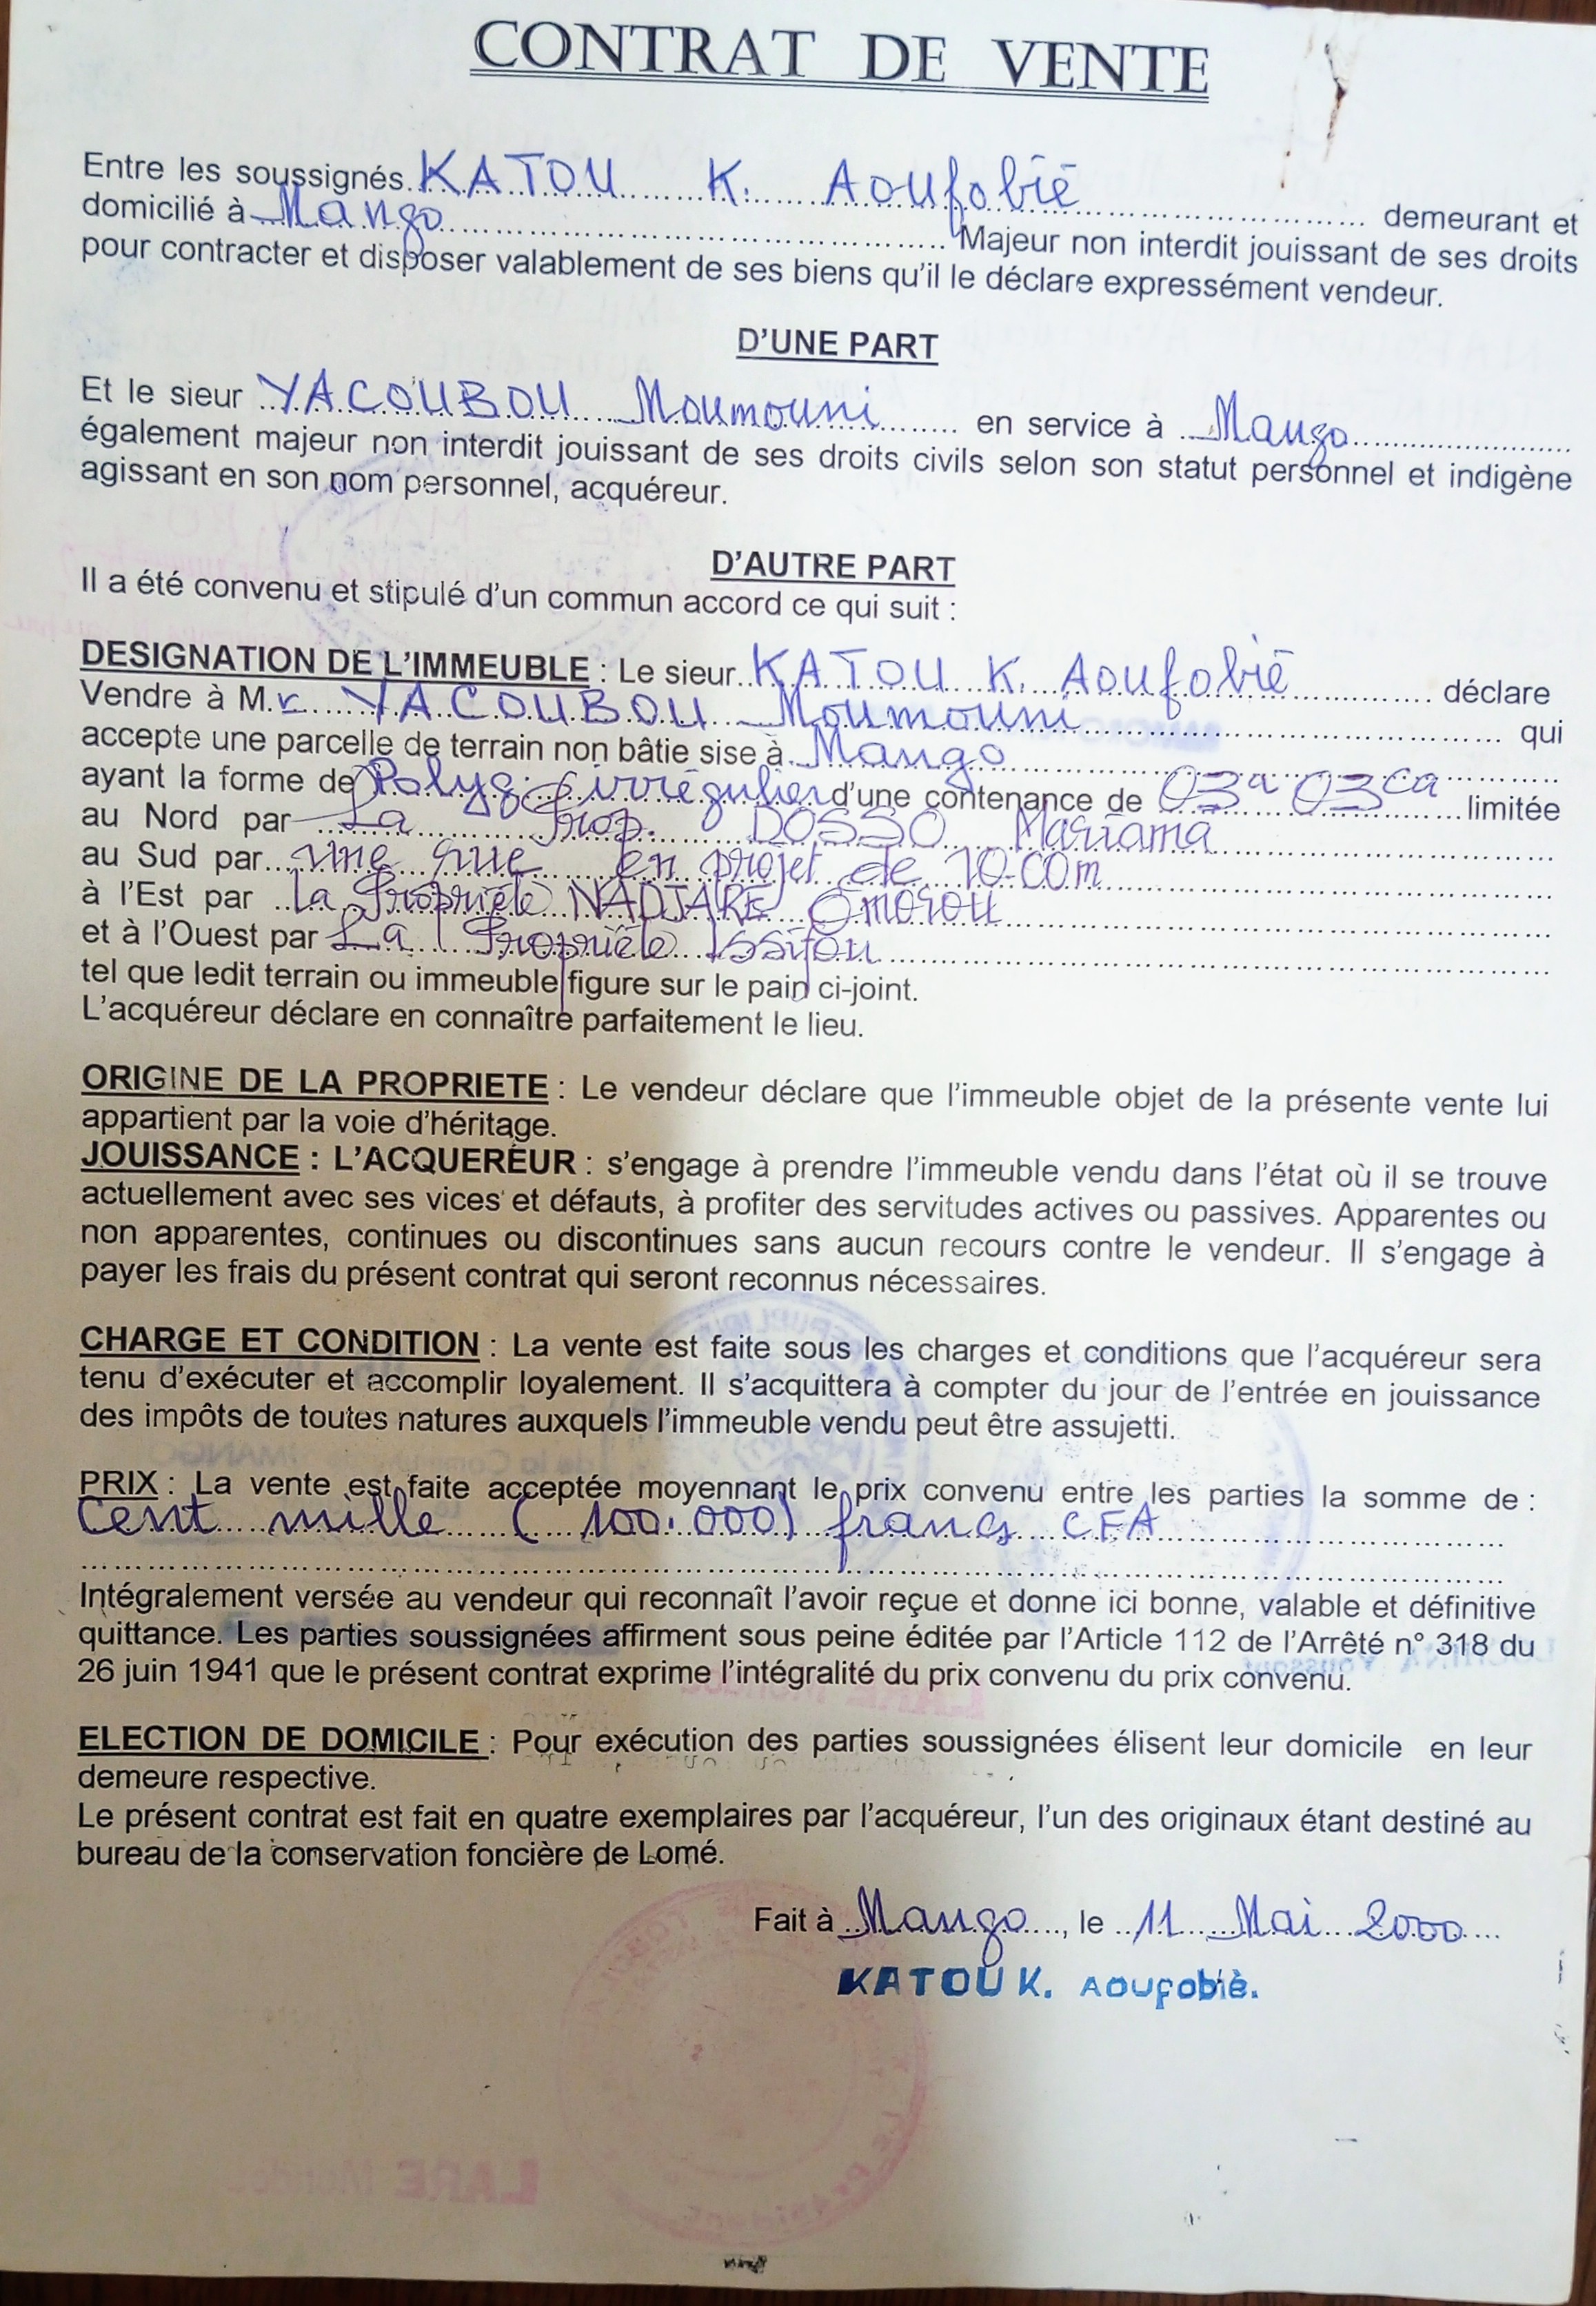 CONTRAT DE VENTE
Entre les soussignés. KATOU K. Aoufobiè demeurant et
domicilié à Mango Majeur non interdit jouissant de ses droits
pour contracter et disposer valablement de ses biens qu'il le déclare expressément vendeur.
D'UNE PART
Et le sieur YACOUBOU Moumouni en service à Mango
également majeur non interdit jouissant de ses droits civils selon son statut personnel et indigène
agissant en son nom personnel, acquéreur.
D'AUTRE PART
Il a été convenu et stipulé d'un commun accord ce qui suit :
DESIGNATION DE L'IMMEUBLE : Le sieur KATOU K. Aoufobiè déclare
Vendre à M.r YACOUBOU Moumouni qui
accepte une parcelle de terrain non bâtie sise à Mango
ayant la forme de Polyg. irrégulier d'une contenance de 03a 03ca limitée
au Nord par La Prop. DOSSO Mariama
au Sud par une rue en projet de 10.00m
à l'Est par la Propriété NADJARE Omorou
et à l'Ouest par La Propriété Issifou
tel que ledit terrain ou immeuble figure sur le pain ci-joint.
L'acquéreur déclare en connaître parfaitement le lieu.
ORIGINE DE LA PROPRIETE : Le vendeur déclare que l'immeuble objet de la présente vente lui
appartient par la voie d'héritage.
JOUISSANCE : L'ACQUEREUR : s'engage à prendre l'immeuble vendu dans l'état où il se trouve
actuellement avec ses vices et défauts, à profiter des servitudes actives ou passives. Apparentes ou
non apparentes, continues ou discontinues sans aucun recours contre le vendeur. Il s'engage à
payer les frais du présent contrat qui seront reconnus nécessaires.
CHARGE ET CONDITION : La vente est faite sous les charges et conditions que l'acquéreur sera
tenu d'exécuter et accomplir loyalement. Il s'acquittera à compter du jour de l'entrée en jouissance
des impôts de toutes natures auxquels l'immeuble vendu peut être assujetti.
PRIX : La vente est faite acceptée moyennant le prix convenu entre les parties la somme de :
Cent mille (100.000) francs CFA
Intégralement versée au vendeur qui reconnaît l'avoir reçue et donne ici bonne, valable et définitive
quittance. Les parties soussignées affirment sous peine éditée par l'Article 112 de l'Arrêté n° 318 du
26 juin 1941 que le présent contrat exprime l'intégralité du prix convenu du prix convenu.
ELECTION DE DOMICILE : Pour exécution des parties soussignées élisent leur domicile en leur
demeure respective.
Le présent contrat est fait en quatre exemplaires par l'acquéreur, l'un des originaux étant destiné au
bureau de la conservation foncière de Lomé.
Fait à Mango, le 11 Mai 2000
KATOU K. Aoufobiè.
LARE